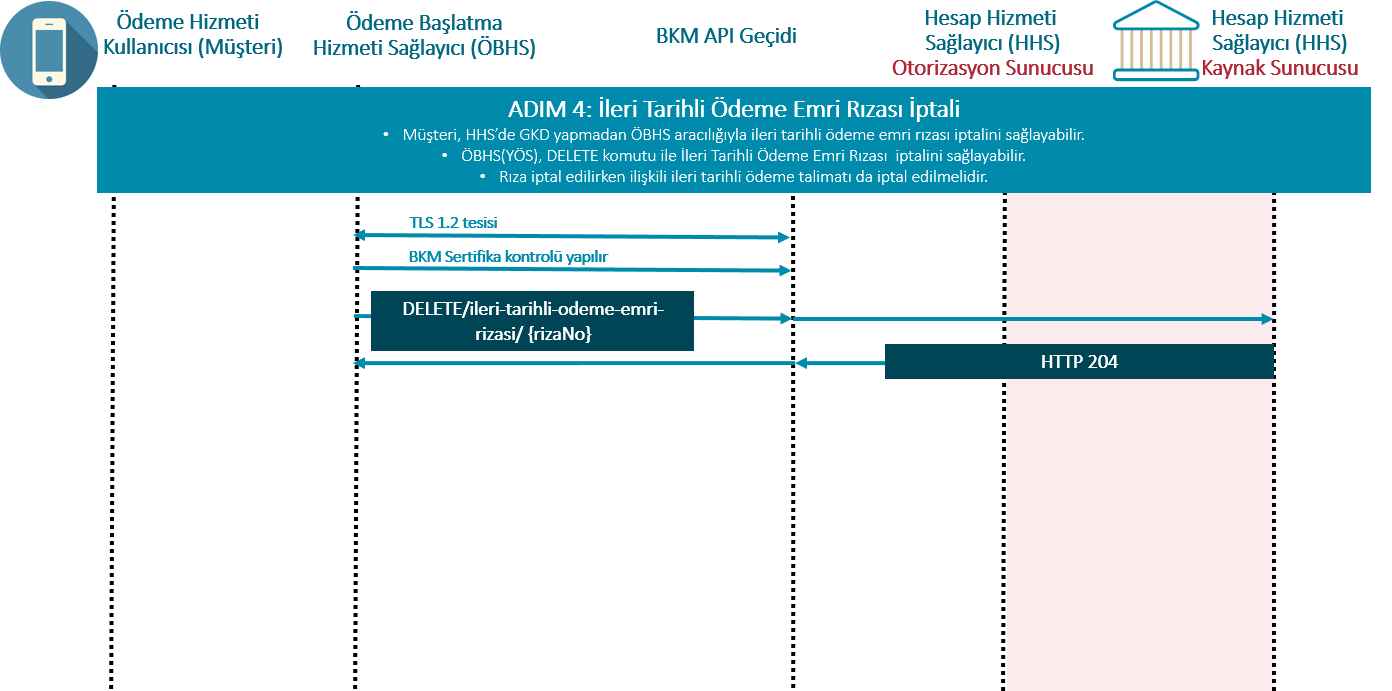 Ödeme Hizmeti
Kullanıcısı (Müşteri)
Ödeme Başlatma
Hizmeti Sağlayıcı (ÖBHS)
BKM API Geçidi
Hesap Hizmeti
Sağlayıcı (HHS)
Otorizasyon Sunucusu
Hesap Hizmeti
Sağlayıcı (HHS)
Kaynak Sunucusu
ADIM 4: İleri Tarihli Ödeme Emri Rızası İptali
• Müşteri, HHS’de GKD yapmadan ÖBHS aracılığıyla ileri tarihli ödeme emri rızası iptalini sağlayabilir.
• ÖBHS(YÖS), DELETE komutu ile İleri Tarihli Ödeme Emri Rızası iptalini sağlayabilir.
• Rıza iptal edilirken ilişkili ileri tarihli ödeme talimatı da iptal edilmelidir.
TLS 1.2 tesisi
BKM Sertifika kontrolü yapılır
DELETE/ileri-tarihli-odeme-emri-
rizasi/ {rizaNo}
HTTP 204